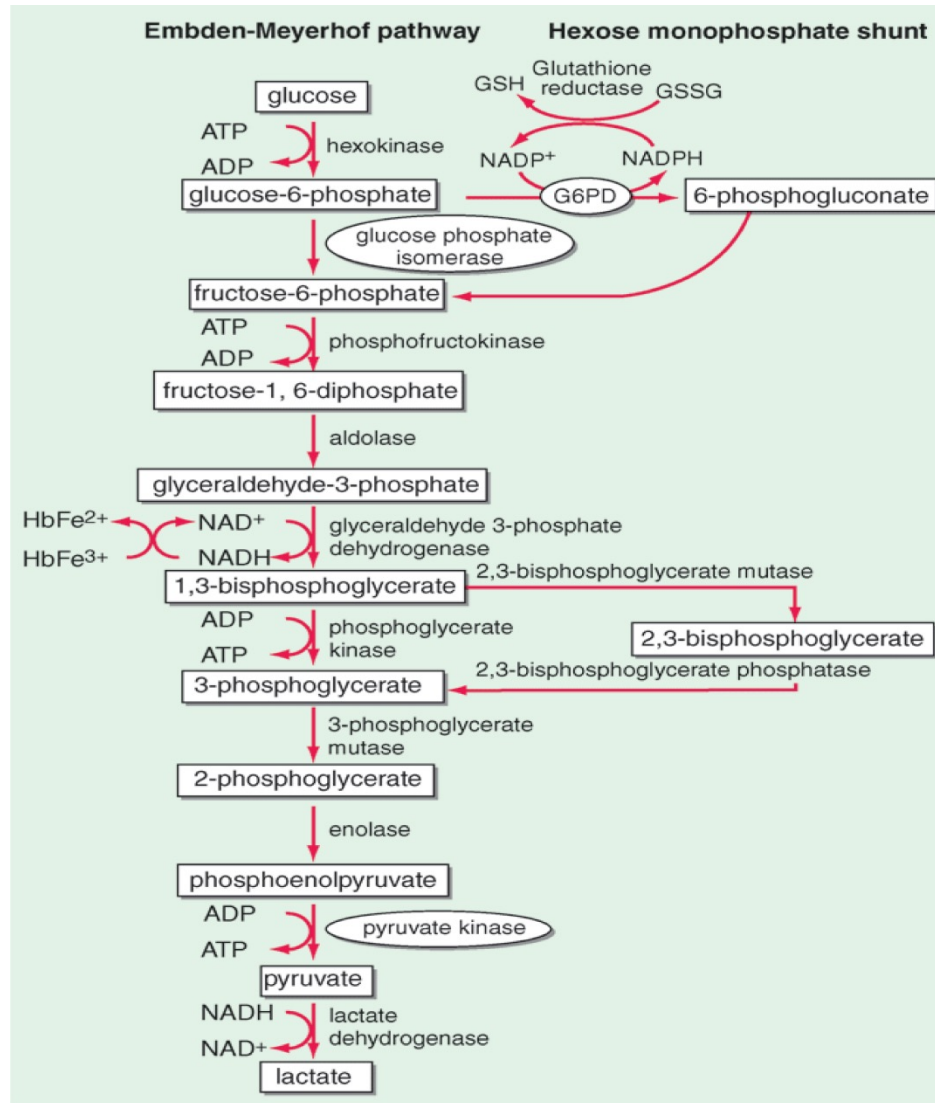 Embden-Meyerhof pathway
Hexose monophosphate shunt
glucose
ATP
ADP
hexokinase
GSH
Glutathione
reductase
GSSG
NADP+
NADPH
glucose-6-phosphate
G6PD
6-phosphogluconate
glucose phosphate
isomerase
fructose-6-phosphate
ATP
ADP
phosphofructokinase
fructose-1, 6-diphosphate
aldolase
glyceraldehyde-3-phosphate
HbFe2+
HbFe3+
NAD+
NADH
glyceraldehyde 3-phosphate
dehydrogenase
1,3-bisphosphoglycerate
2,3-bisphosphoglycerate mutase
ADP
ATP
phosphoglycerate
kinase
2,3-bisphosphoglycerate
2,3-bisphosphoglycerate phosphatase
3-phosphoglycerate
3-phosphoglycerate
mutase
2-phosphoglycerate
enolase
phosphoenolpyruvate
ADP
ATP
pyruvate kinase
pyruvate
NADH
NAD+
lactate
dehydrogenase
lactate